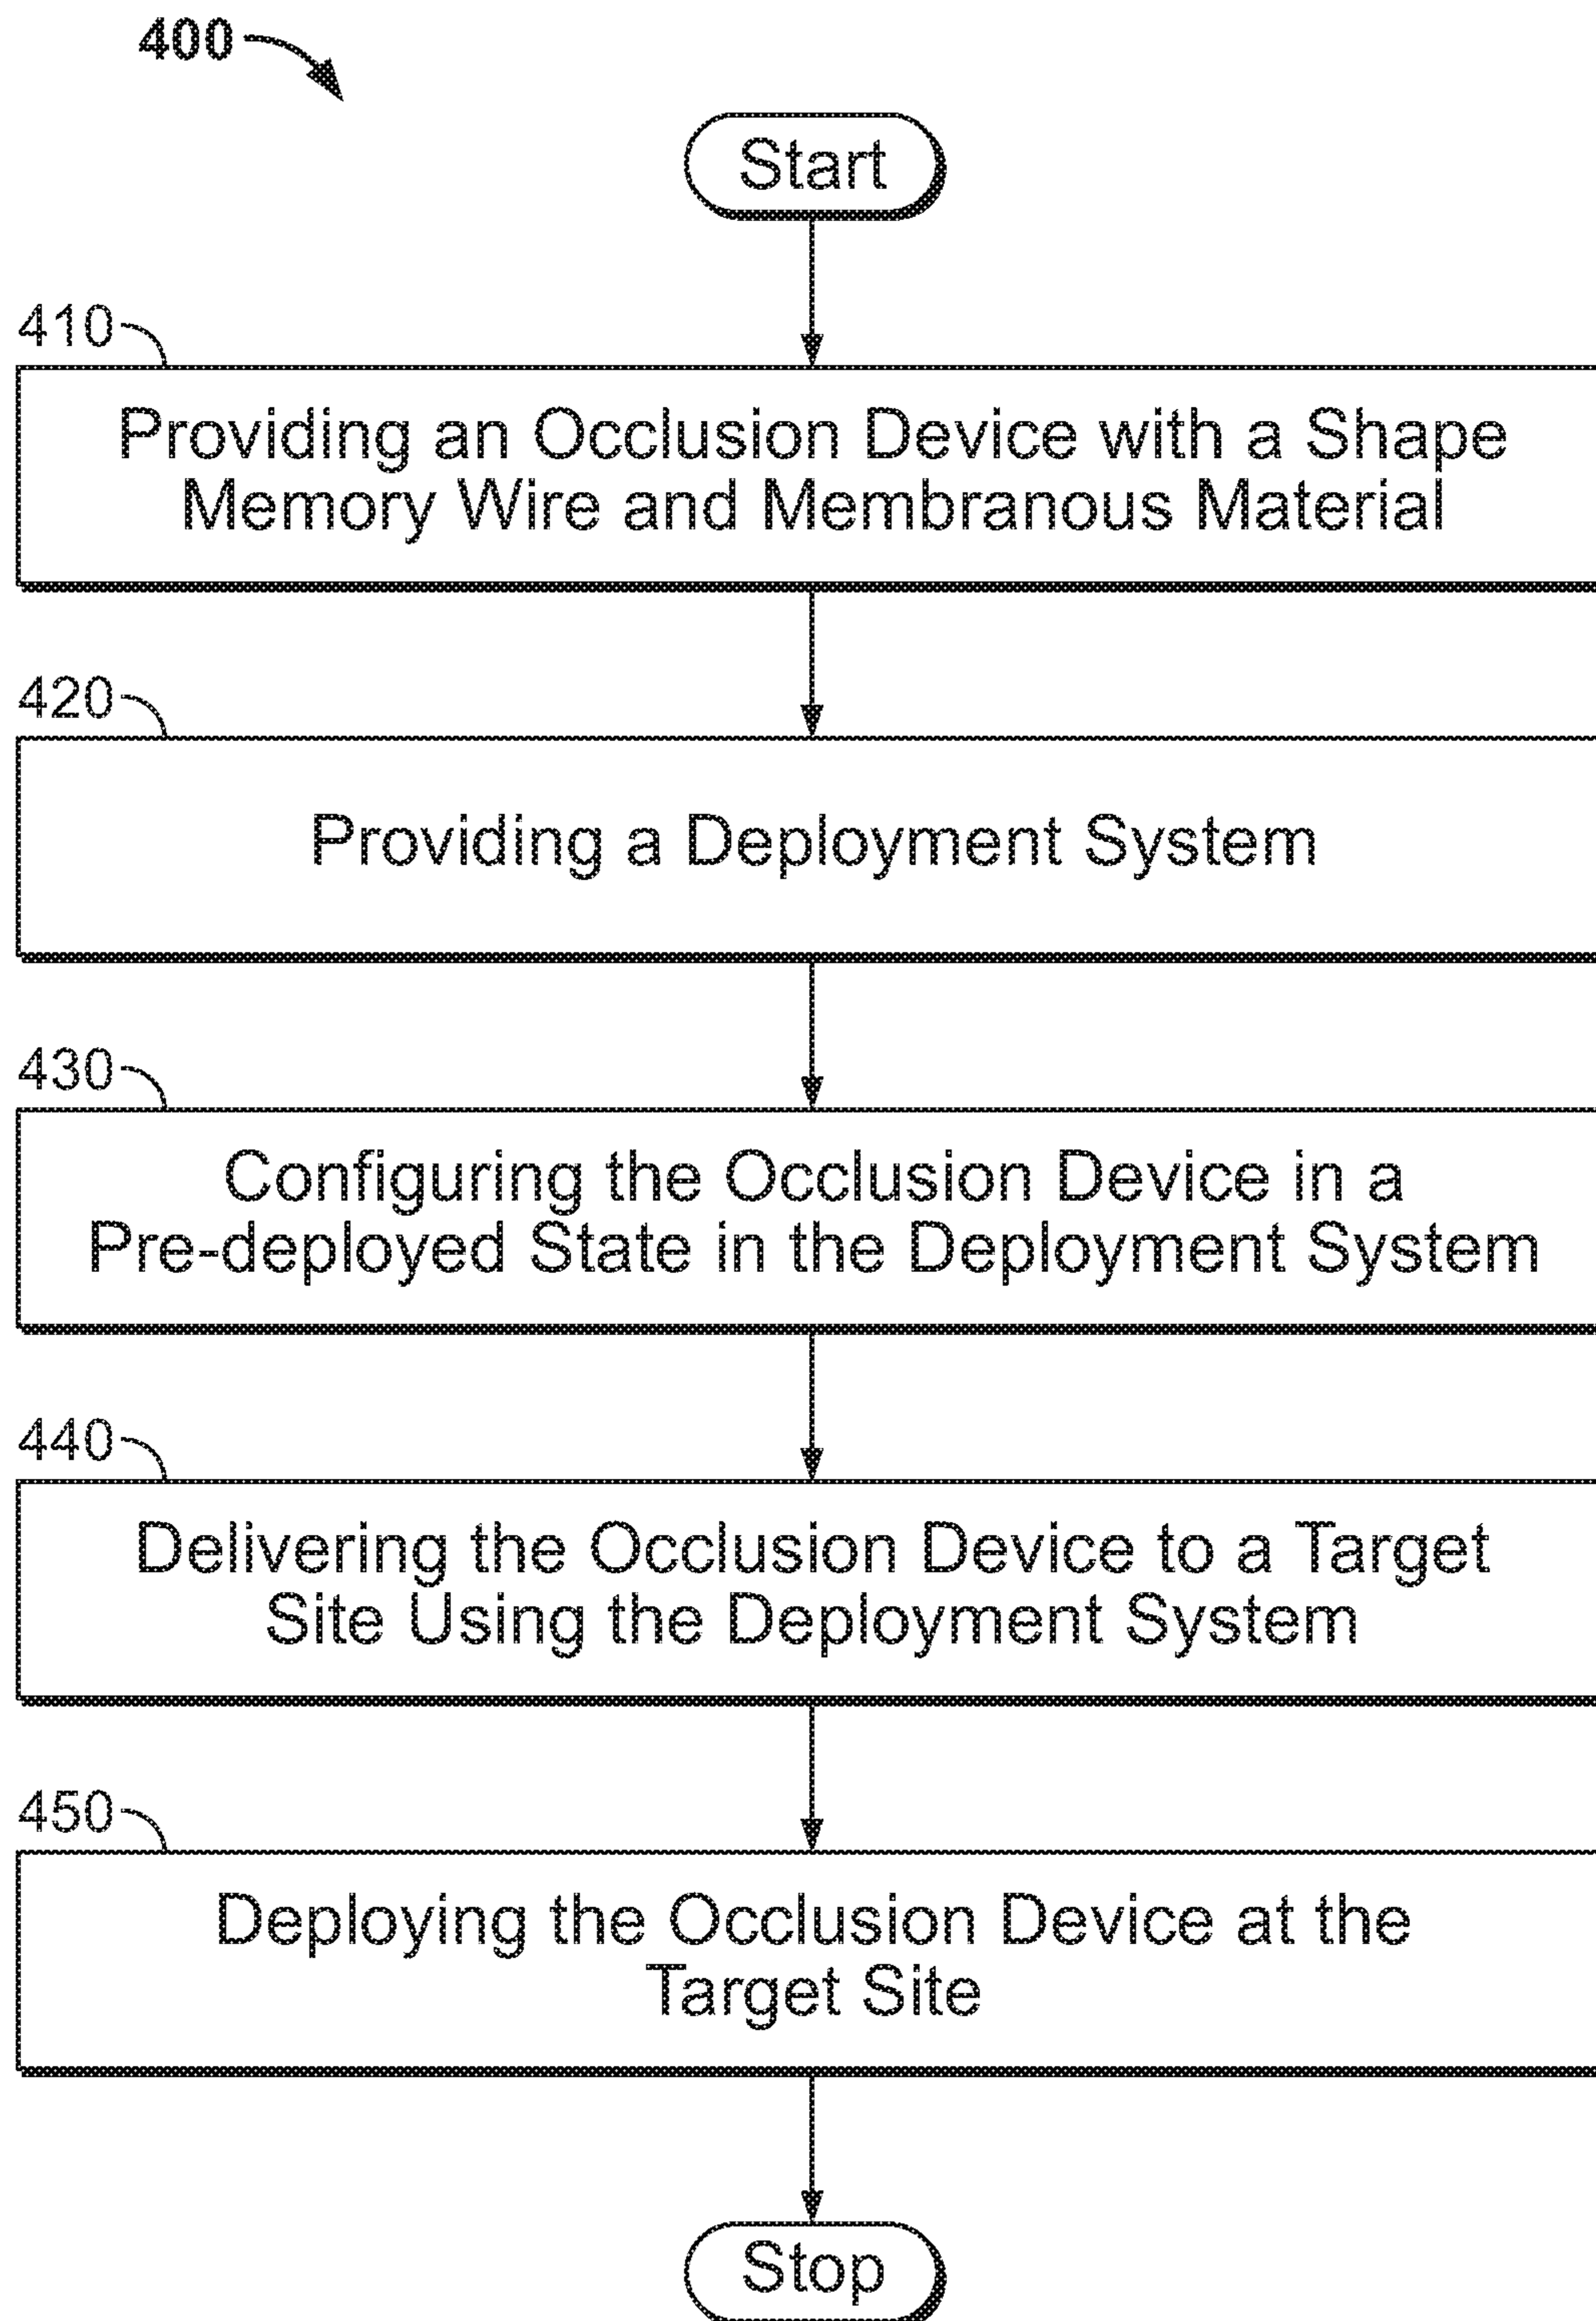 400
Start
410
Providing an Occlusion Device with a Shape
Memory Wire and Membranous Material
420
Providing a Deployment System
430
Configuring the Occlusion Device in a
Pre-deployed State in the Deployment System
440
Delivering the Occlusion Device to a Target
Site Using the Deployment System
450
Deploying the Occlusion Device at the
Target Site
Stop